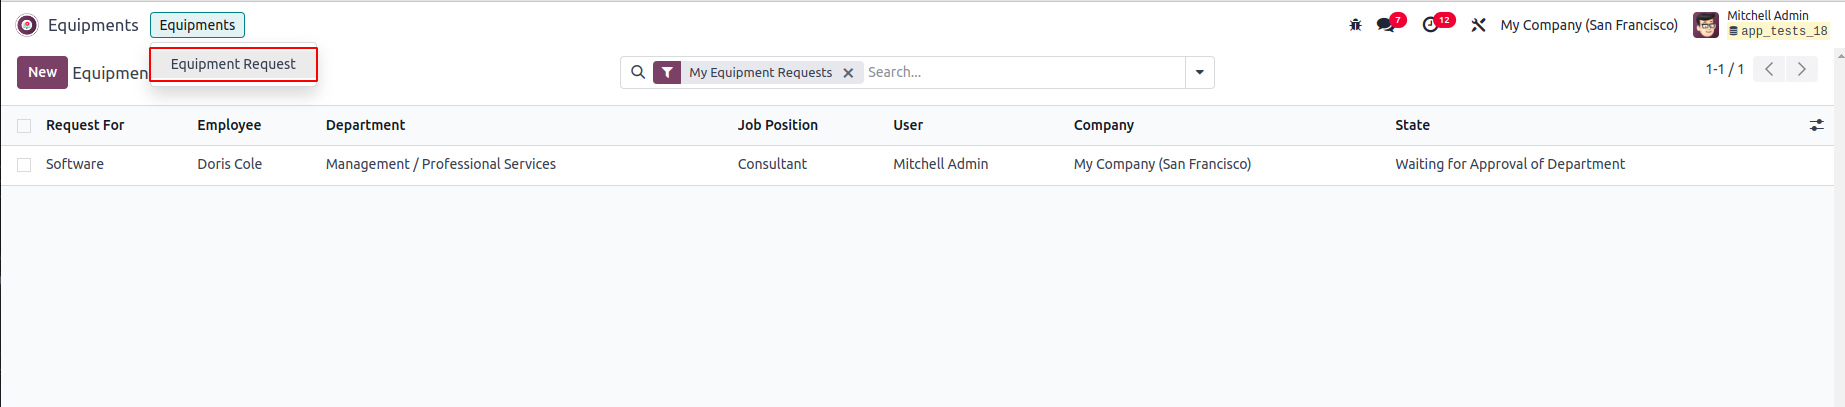 Equipments Equipments 7 12 My Company (San Francisco) Mitchell Admin
app_tests_18
Equipment Request
New Equipmen My Equipment Requests Search... 1-1 / 1
Request For Employee Department Job Position User Company State
Software Doris Cole Management / Professional Services Consultant Mitchell Admin My Company (San Francisco) Waiting for Approval of Department